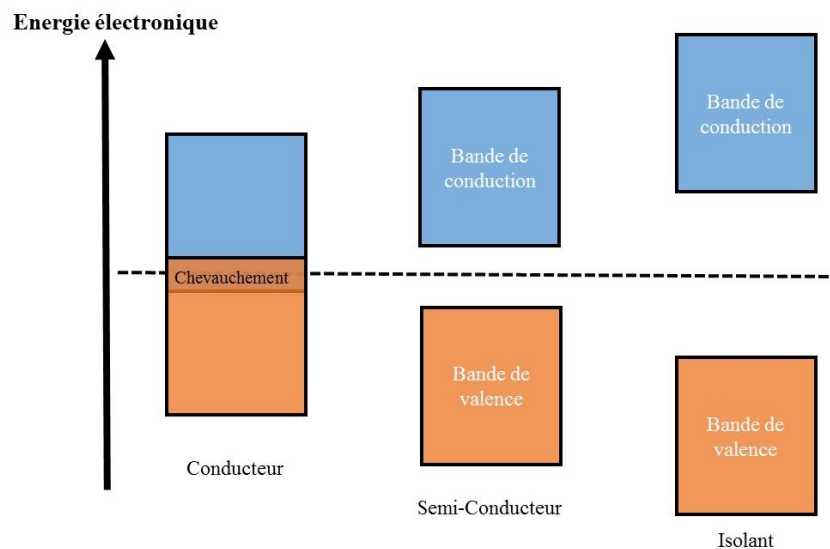 Energie électronique
Bande de
conduction
Bande de
conduction
Chevauchement
Bande de
valence
Bande de
valence
Conducteur
Semi-Conducteur
Isolant